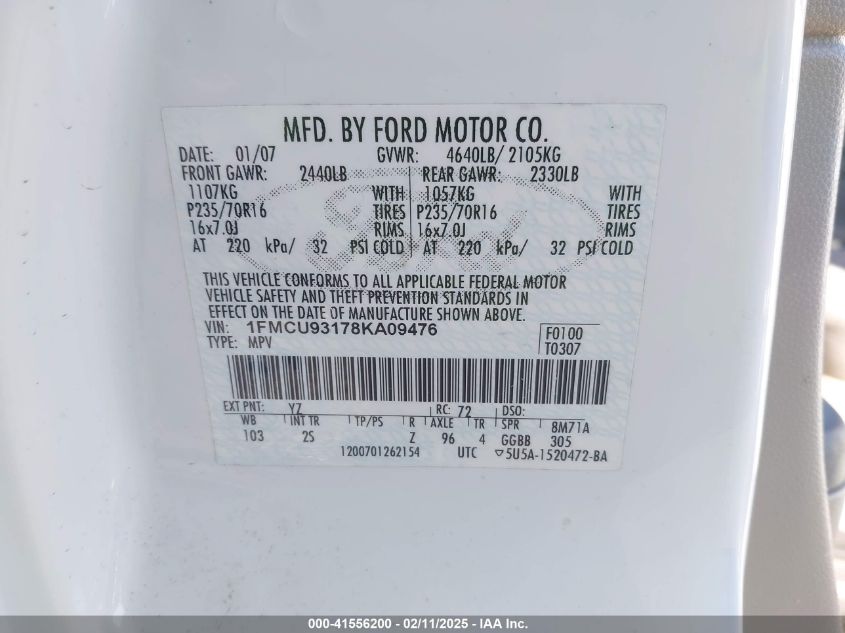 MFD. BY FORD MOTOR CO.
DATE: 01/07 GVWR: 4640LB/ 2105KG
FRONT GAWR: 2440LB REAR GAWR: 2330LB
1107KG WITH 1057KG WITH
P235/70R16 TIRES P235/70R16 TIRES
16x7.0J RIMS 16x7.0J RIMS
AT 220 kPa/ 32 PSI COLD AT 220 kPa/ 32 PSI COLD
THIS VEHICLE CONFORMS TO ALL APPLICABLE FEDERAL MOTOR
VEHICLE SAFETY AND THEFT PREVENTION STANDARDS IN
EFFECT ON THE DATE OF MANUFACTURE SHOWN ABOVE.
VIN: 1FMCU93178KA09476 F0100
TYPE: MPV T0307
EXT PNT: YZ RC: 72 DSO:
WB INT TR TP/PS R AXLE TR SPR 8M71A
103 2S Z 96 4 GGBB 305
1200701262154 UTC ▽5U5A-1520472-BA
000-41556200 - 02/11/2025 - IAA Inc.